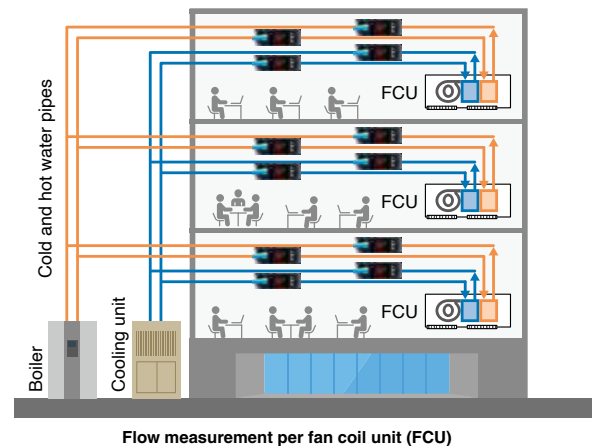 Cold and hot water pipes
FCU
FCU
FCU
Boiler
Cooling unit
Flow measurement per fan coil unit (FCU)